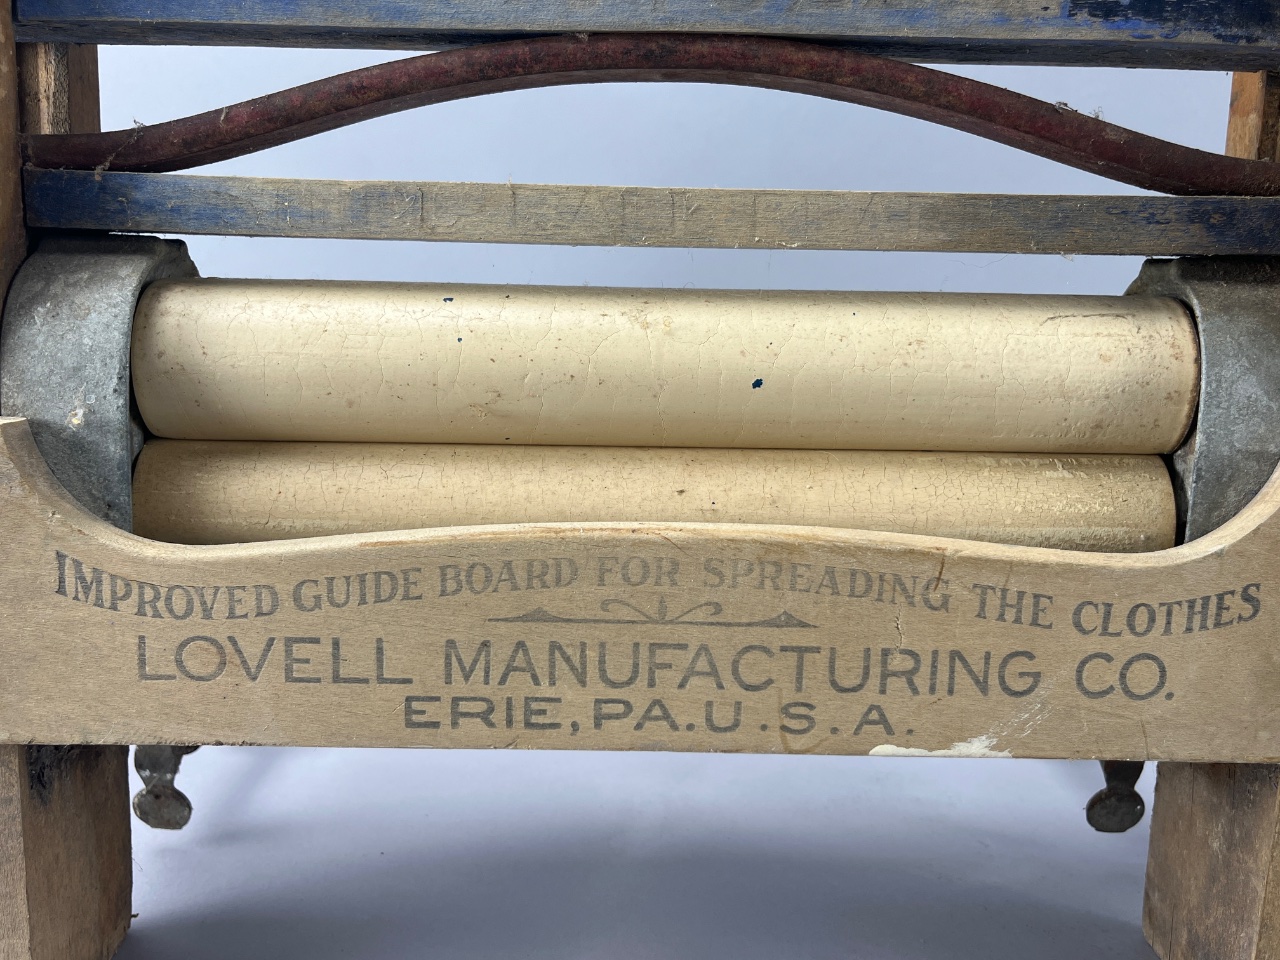 IMPROVED GUIDE BOARD FOR SPREADING THE CLOTHES
LOVELL MANUFACTURING CO.
ERIE, PA. U.S.A.